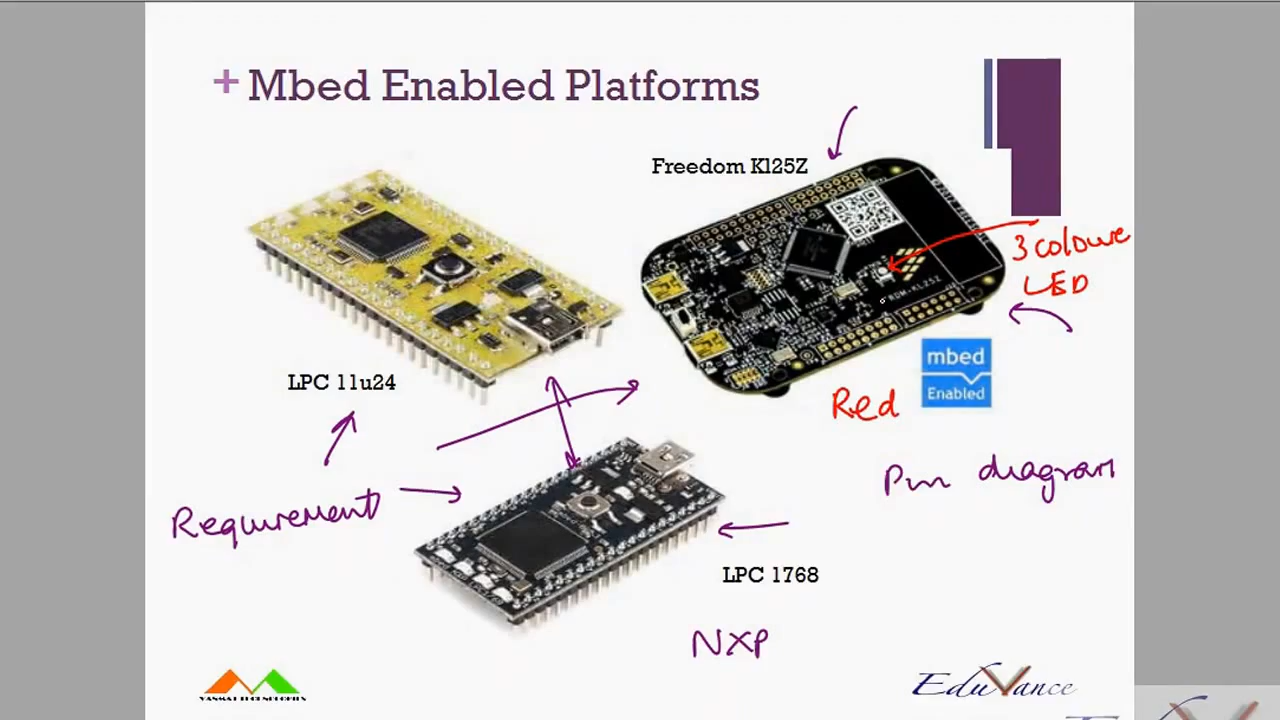 + Mbed Enabled Platforms
Freedom Kl25Z
3 colour
LED
LPC 11u24
mbed
Enabled
Red
Pin diagram
Requirement
LPC 1768
NXP
EduVance